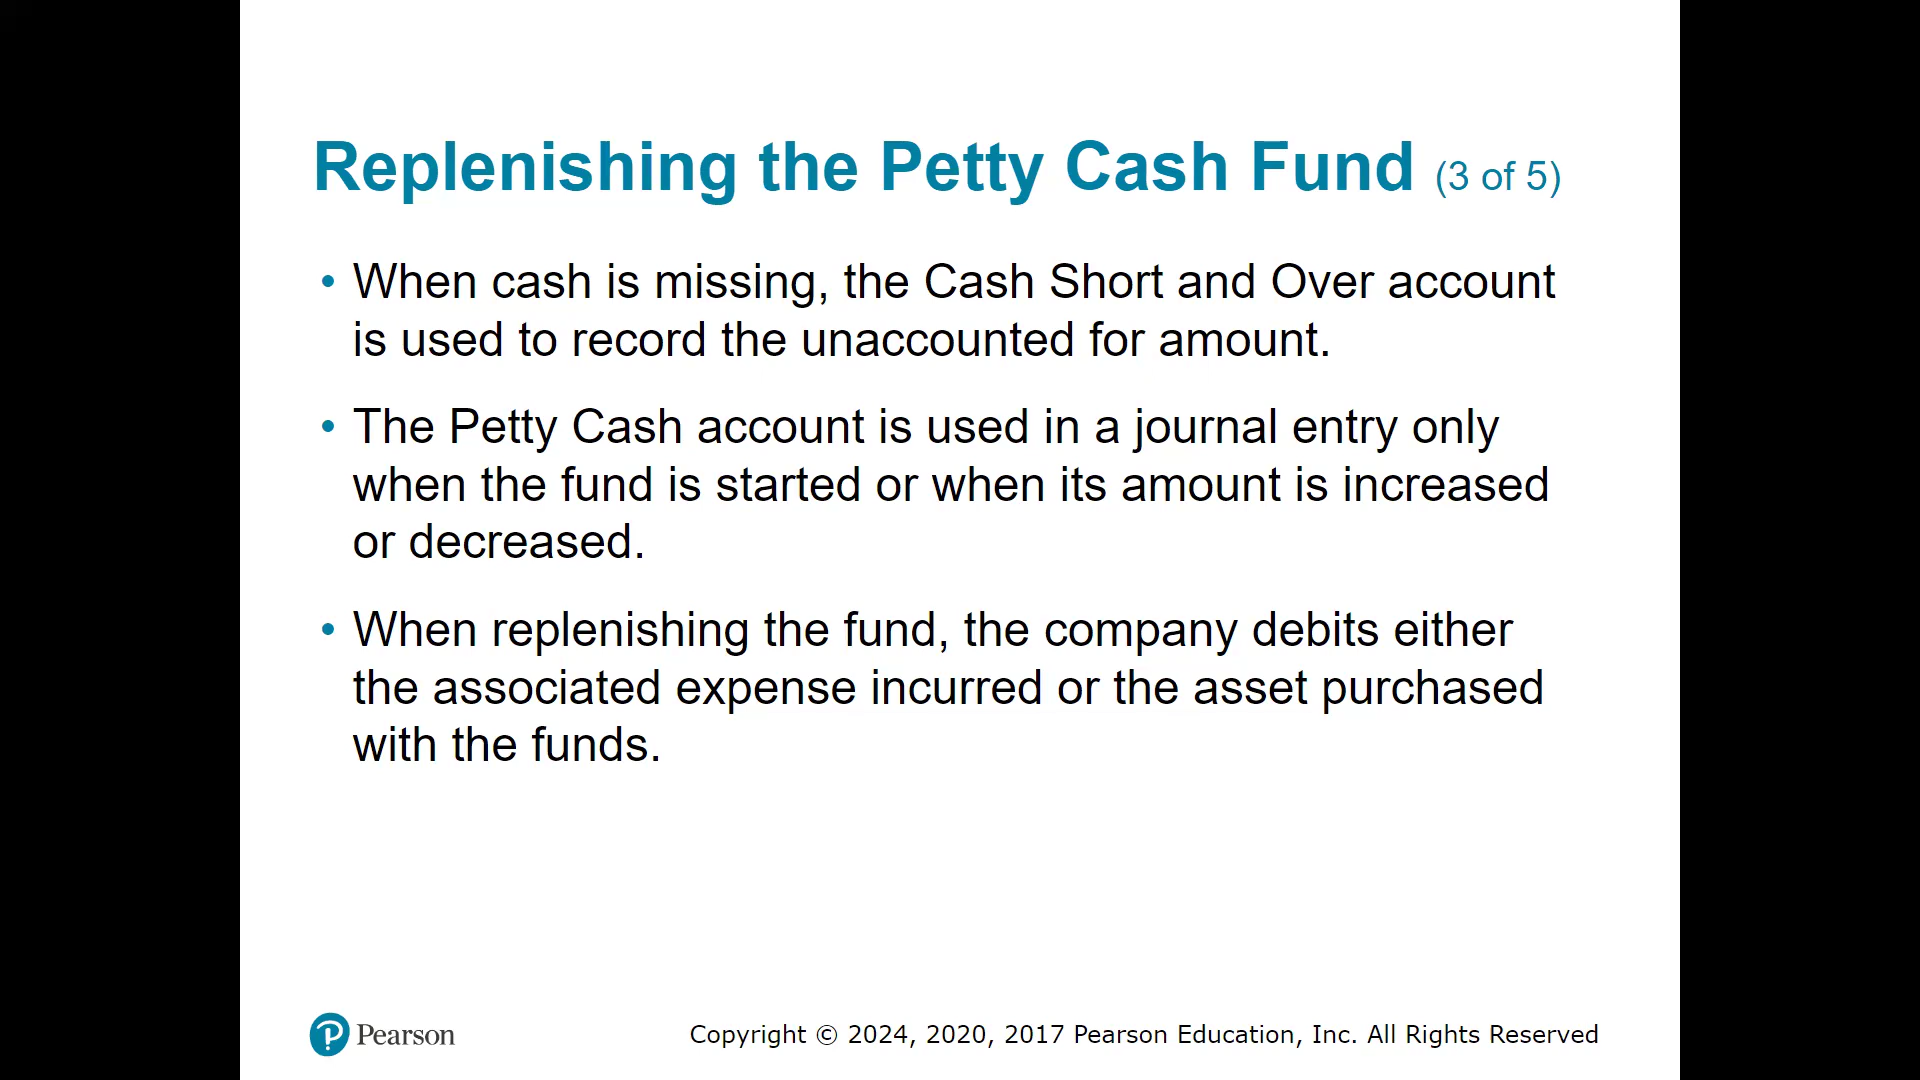 Replenishing the Petty Cash Fund (3 of 5)
• When cash is missing, the Cash Short and Over account
is used to record the unaccounted for amount.
• The Petty Cash account is used in a journal entry only
when the fund is started or when its amount is increased
or decreased.
• When replenishing the fund, the company debits either
the associated expense incurred or the asset purchased
with the funds.
Pearson
Copyright © 2024, 2020, 2017 Pearson Education, Inc. All Rights Reserved